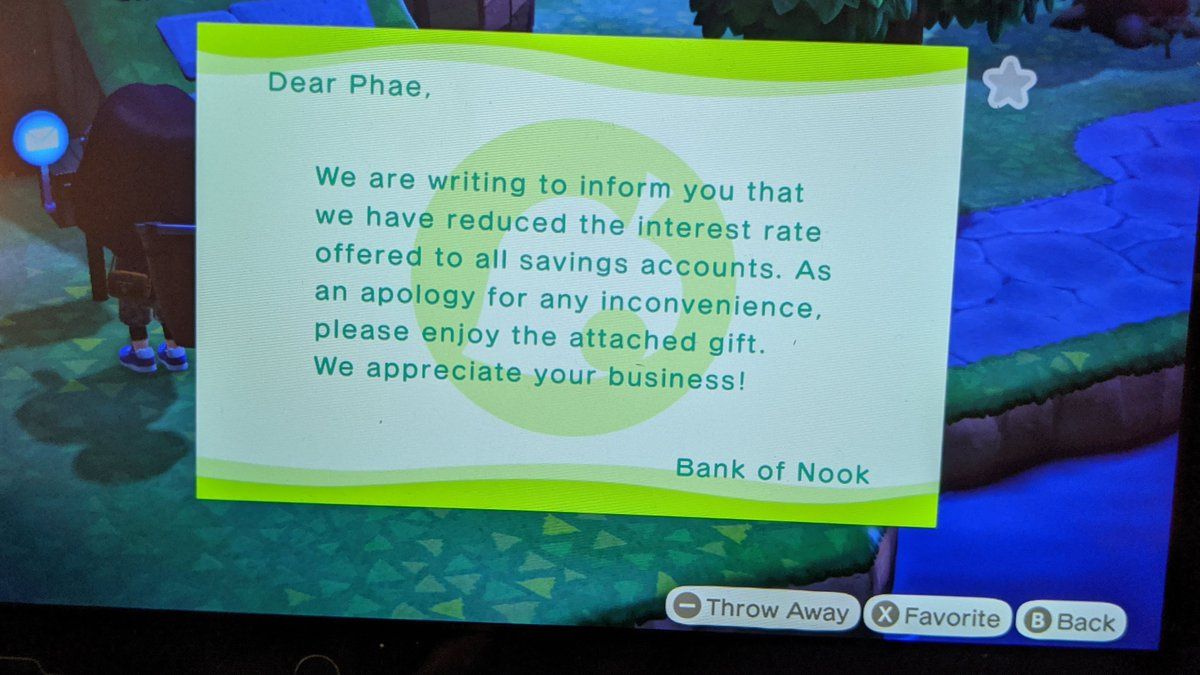 Dear Phae,
We are writing to inform you that
we have reduced the interest rate
offered to all savings accounts. As
an apology for any inconvenience,
please enjoy the attached gift.
We appreciate your business!
Bank of Nook
Throw Away X Favorite B Back